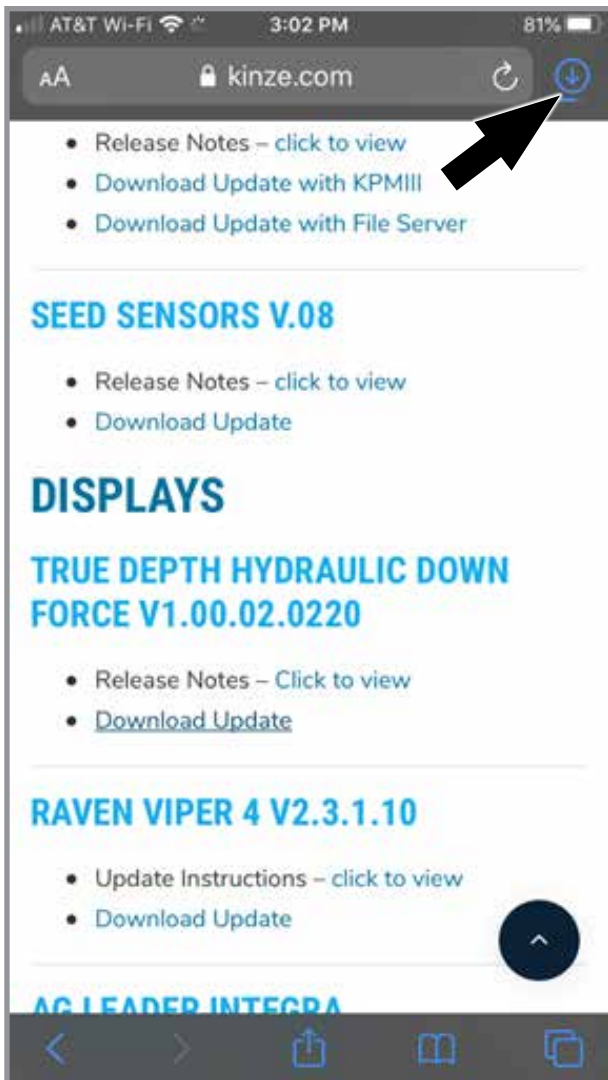 AT&T Wi-Fi 3:02 PM 81%
AA kinze.com
• Release Notes – click to view
• Download Update with KPMIII
• Download Update with File Server
SEED SENSORS V.08
• Release Notes – click to view
• Download Update
DISPLAYS
TRUE DEPTH HYDRAULIC DOWN
FORCE V1.00.02.0220
• Release Notes – Click to view
• Download Update
RAVEN VIPER 4 V2.3.1.10
• Update Instructions – click to view
• Download Update
AG LEADER INTEGRA